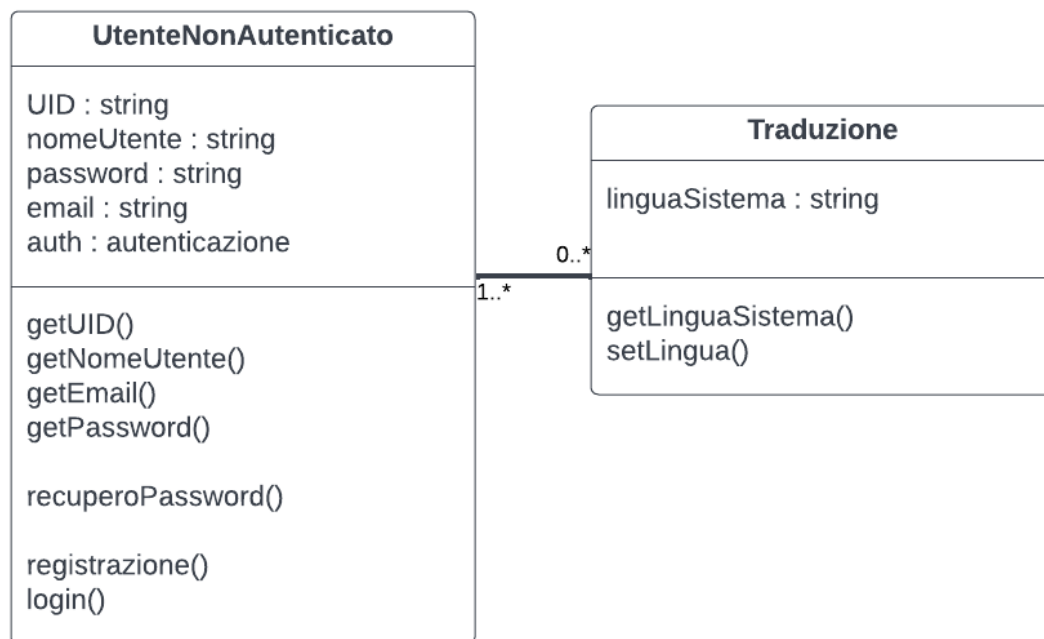 UtenteNonAutenticato
UID : string
nomeUtente : string
password : string
email : string
auth : autenticazione
getUID()
getNomeUtente()
getEmail()
getPassword()
recuperoPassword()
registrazione()
login()
1..*
0..*
Traduzione
linguaSistema : string
getLinguaSistema()
setLingua()